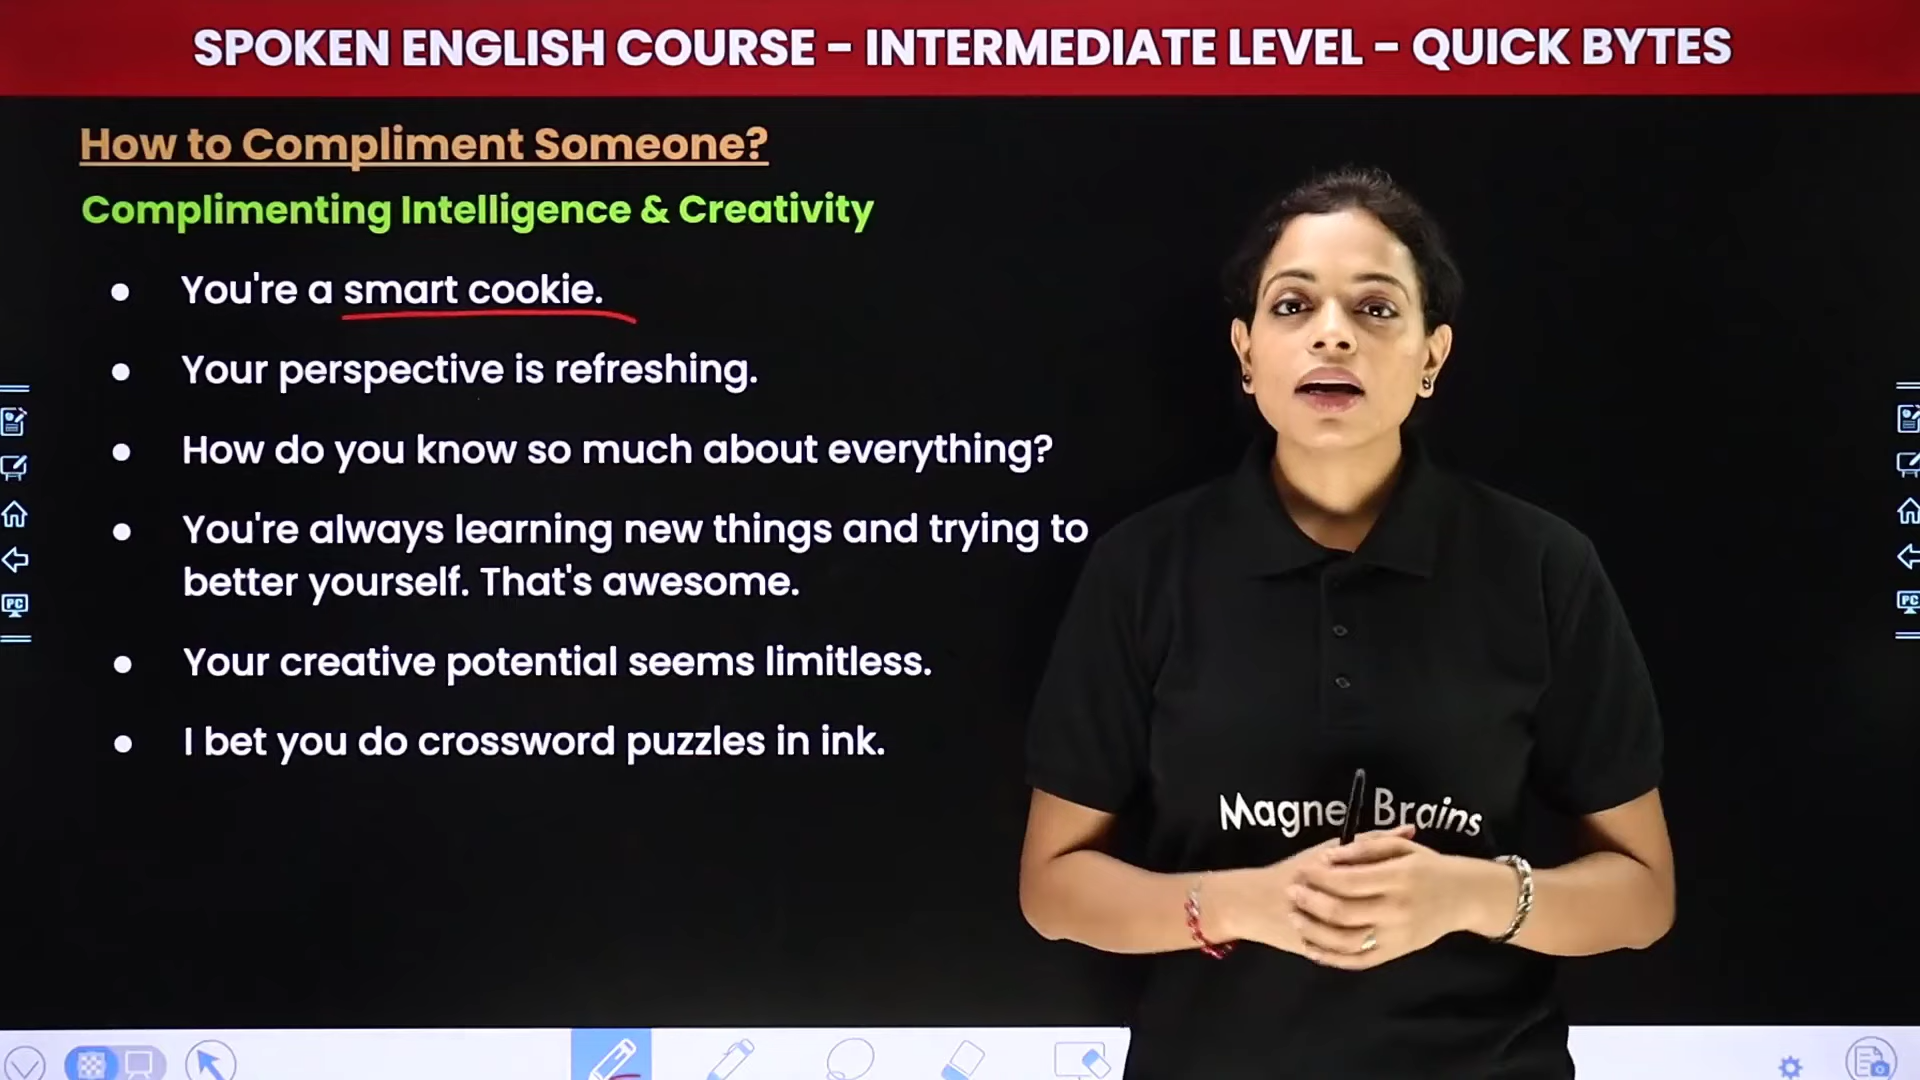 SPOKEN ENGLISH COURSE - INTERMEDIATE LEVEL - QUICK BYTES
How to Compliment Someone?
Complimenting Intelligence & Creativity
● You're a smart cookie.
● Your perspective is refreshing.
● How do you know so much about everything?
● You're always learning new things and trying to
better yourself. That's awesome.
● Your creative potential seems limitless.
● I bet you do crossword puzzles in ink.
Magne Brains
PC
PC